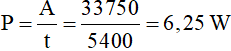 P = A/t = 33750/5400 = 6,25 W